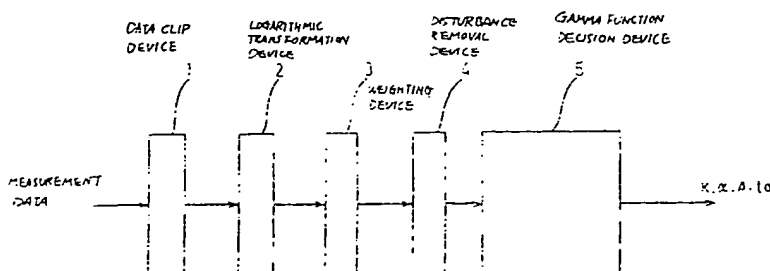 DATA CLIP
DEVICE
1
LOGARITHMIC
TRANSFORMATION
DEVICE
2
3
WEIGHTING
DEVICE
DISTURBANCE
REMOVAL
DEVICE
4
GAMMA FUNCTION
DECISION DEVICE
5
MEASUREMENT
DATA
K.α.Δ.to